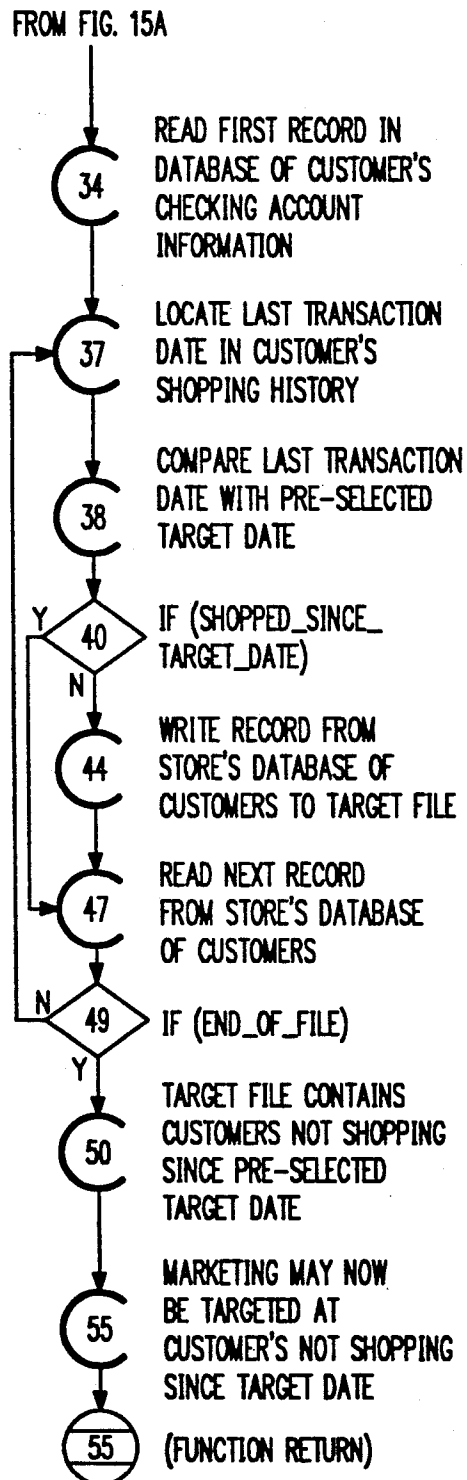 FROM FIG. 15A
34
READ FIRST RECORD IN
DATABASE OF CUSTOMER'S
CHECKING ACCOUNT
INFORMATION
37
LOCATE LAST TRANSACTION
DATE IN CUSTOMER'S
SHOPPING HISTORY
38
COMPARE LAST TRANSACTION
DATE WITH PRE-SELECTED
TARGET DATE
Y
40
N
IF (SHOPPED_SINCE_
TARGET_DATE)
44
WRITE RECORD FROM
STORE'S DATABASE OF
CUSTOMERS TO TARGET FILE
47
READ NEXT RECORD
FROM STORE'S DATABASE
OF CUSTOMERS
N
49
Y
IF (END_OF_FILE)
50
TARGET FILE CONTAINS
CUSTOMERS NOT SHOPPING
SINCE PRE-SELECTED
TARGET DATE
55
MARKETING MAY NOW
BE TARGETED AT
CUSTOMER'S NOT SHOPPING
SINCE TARGET DATE
55
(FUNCTION RETURN)